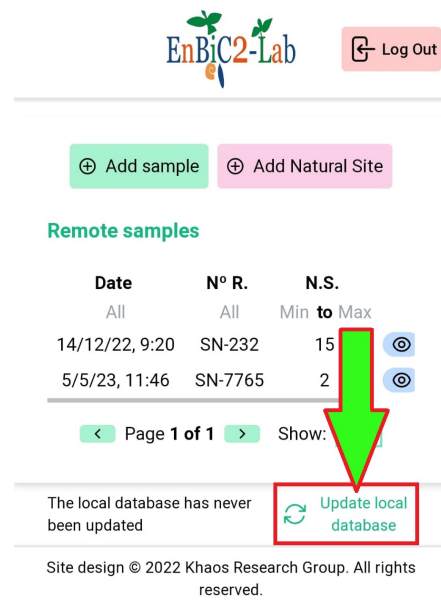 EnBiC2-Lab
Log Out
Add sample
Add Natural Site
Remote samples
Date Nº R. N.S.
All All Min to Max
14/12/22, 9:20 SN-232 15
5/5/23, 11:46 SN-7765 2
Page 1 of 1 Show:
The local database has never
been updated
Update local
database
Site design © 2022 Khaos Research Group. All rights
reserved.